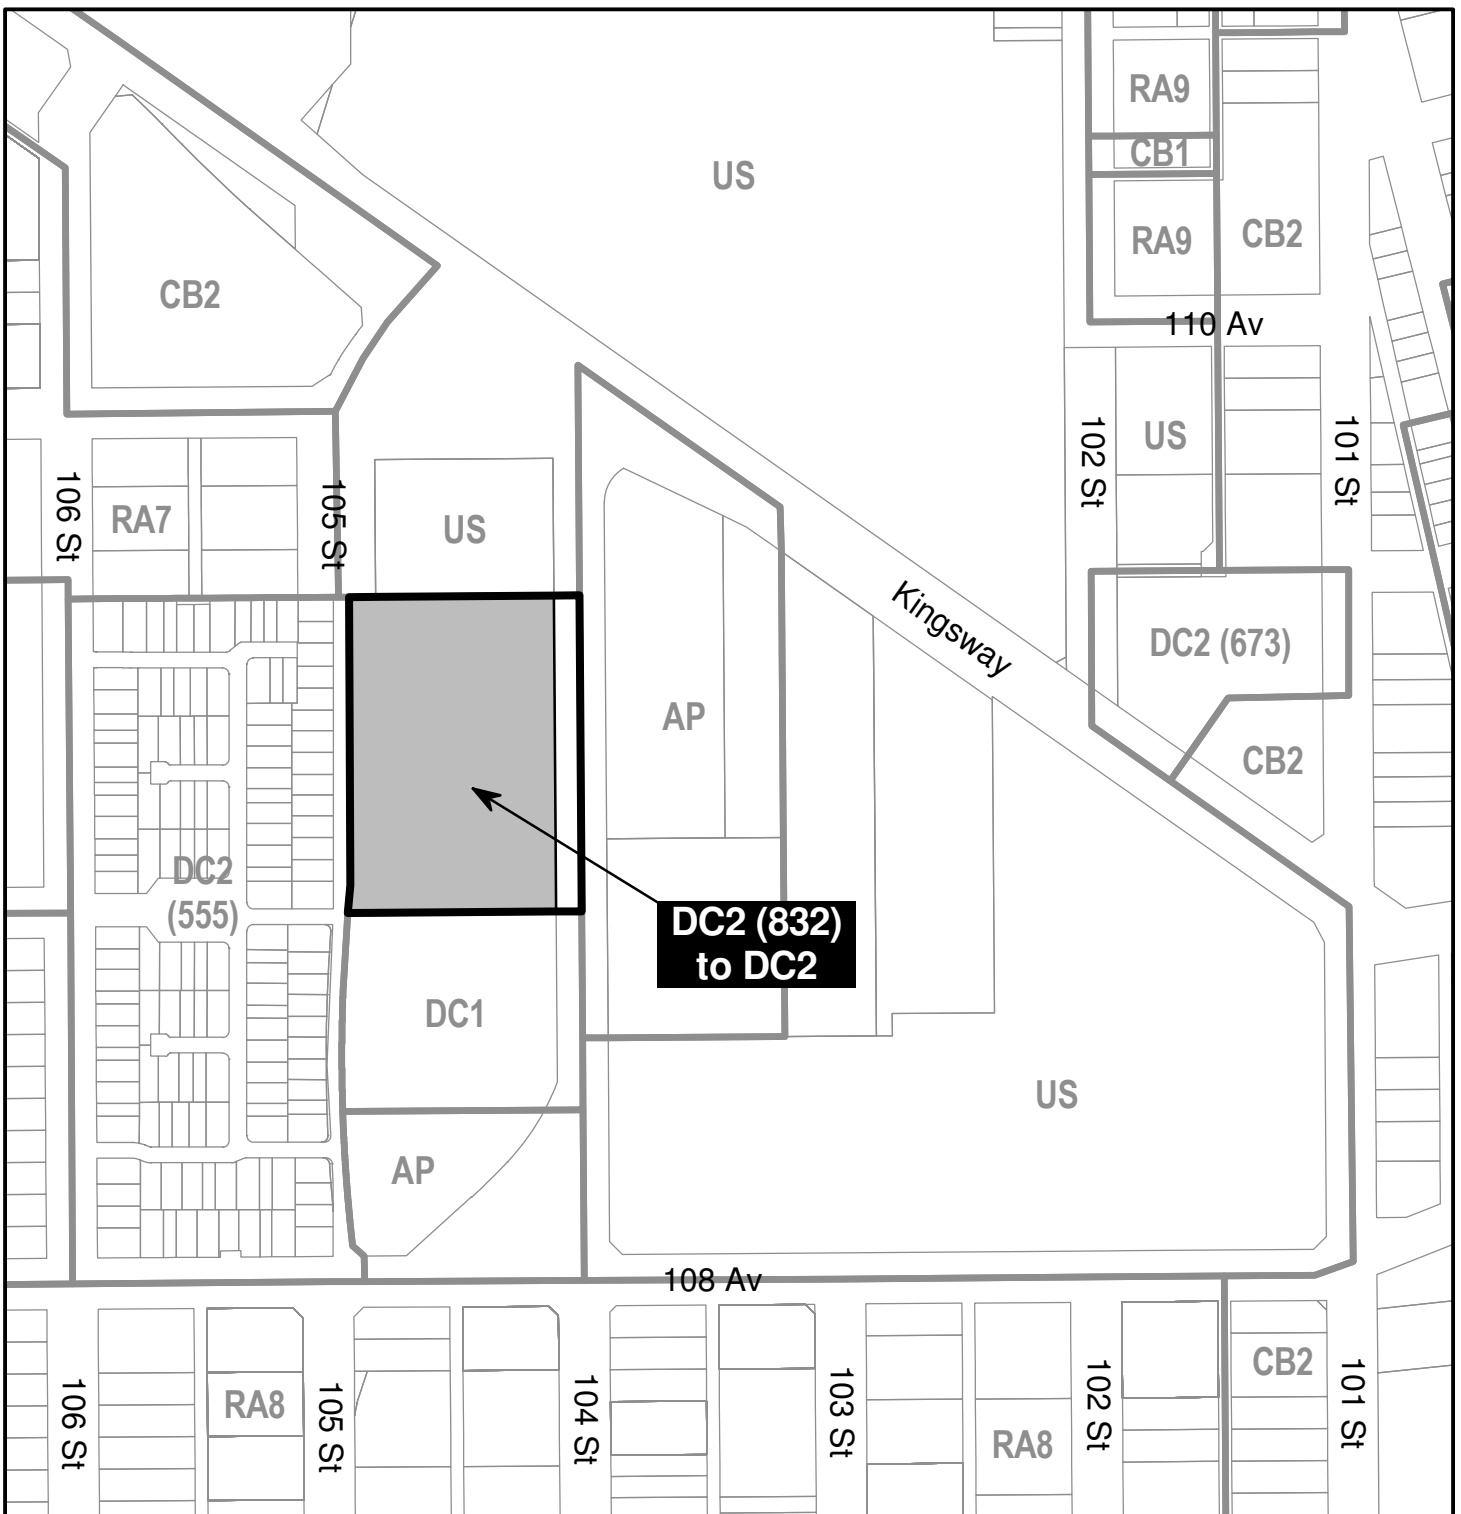 RA9
CB1
US
RA9
CB2
CB2
110 Av
102 St
US
101 St
106 St
RA7
105 St
US
Kingsway
DC2 (673)
AP
CB2
DC2
(555)
DC2 (832)
to DC2
DC1
US
AP
108 Av
106 St
RA8
105 St
104 St
103 St
RA8
102 St
CB2
101 St